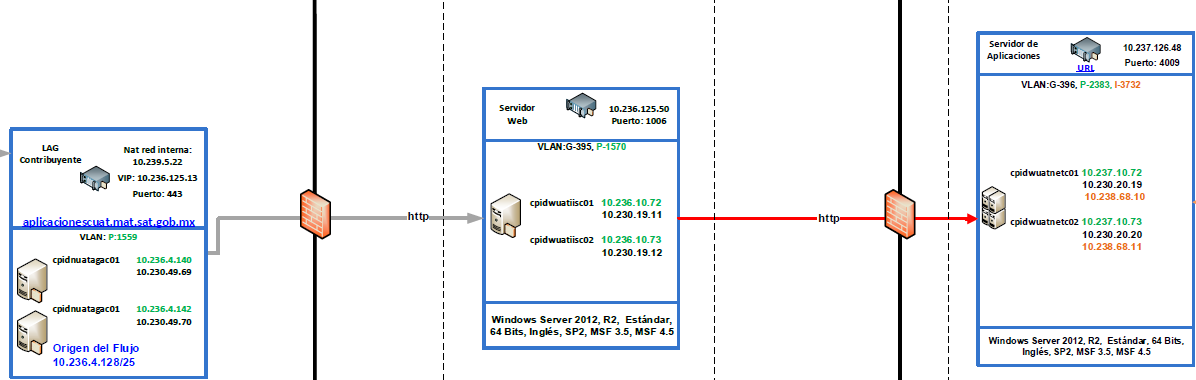 LAG
Contribuyente
Nat red interna:
10.239.5.22
VIP: 10.236.125.13
Puerto: 443
aplicacionescuat.mat.sat.gob.mx
VLAN: P:1559
cpidnuatagac01 10.236.4.140
10.230.49.69
cpidnuatagac01 10.236.4.142
10.230.49.70
Origen del Flujo
10.236.4.128/25
http
Servidor
Web
10.236.125.50
Puerto: 1006
VLAN:G-395, P-1570
cpidwuatiisc01 10.236.10.72
10.230.19.11
cpidwuatiisc02 10.236.10.73
10.230.19.12
Windows Server 2012, R2, Estándar,
64 Bits, Inglés, SP2, MSF 3.5, MSF 4.5
http
Servidor de
Aplicaciones
URL
10.237.126.48
Puerto: 4009
VLAN:G-396, P-2383, I-3732
cpidwuatnetc01 10.237.10.72
10.230.20.19
10.238.68.10
cpidwuatnetc02 10.237.10.73
10.230.20.20
10.238.68.11
Windows Server 2012, R2, Estándar, 64 Bits,
Inglés, SP2, MSF 3.5, MSF 4.5